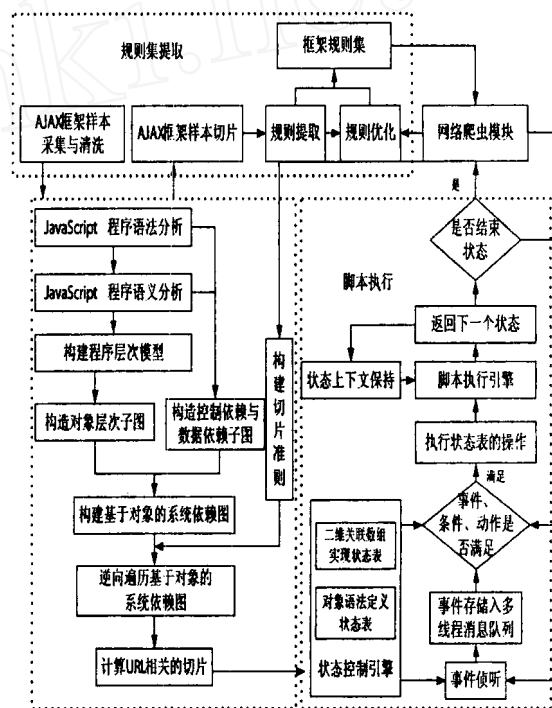 规则集提取
框架规则集
AJAX框架样本
采集与清洗
AJAX框架样本切片
规则提取
规则优化
网络爬虫模块
是
JavaScript 程序语法分析
JavaScript 程序语义分析
构建程序层次模型
构造对象层次子图
构造控制依赖与
数据依赖子图
构建切片准则
构建基于对象的系统依赖图
逆向遍历基于对象的
系统依赖图
计算URL相关的切片
是否结束
状态
脚本执行
返回下一个状态
状态上下文保持
脚本执行引擎
执行状态表的操作
满足
事件、
条件、动作是
否满足
二维关联数组
实现状态表
对象语法定义
状态表
状态控制引擎
事件存储入多
线程消息队列
事件侦听